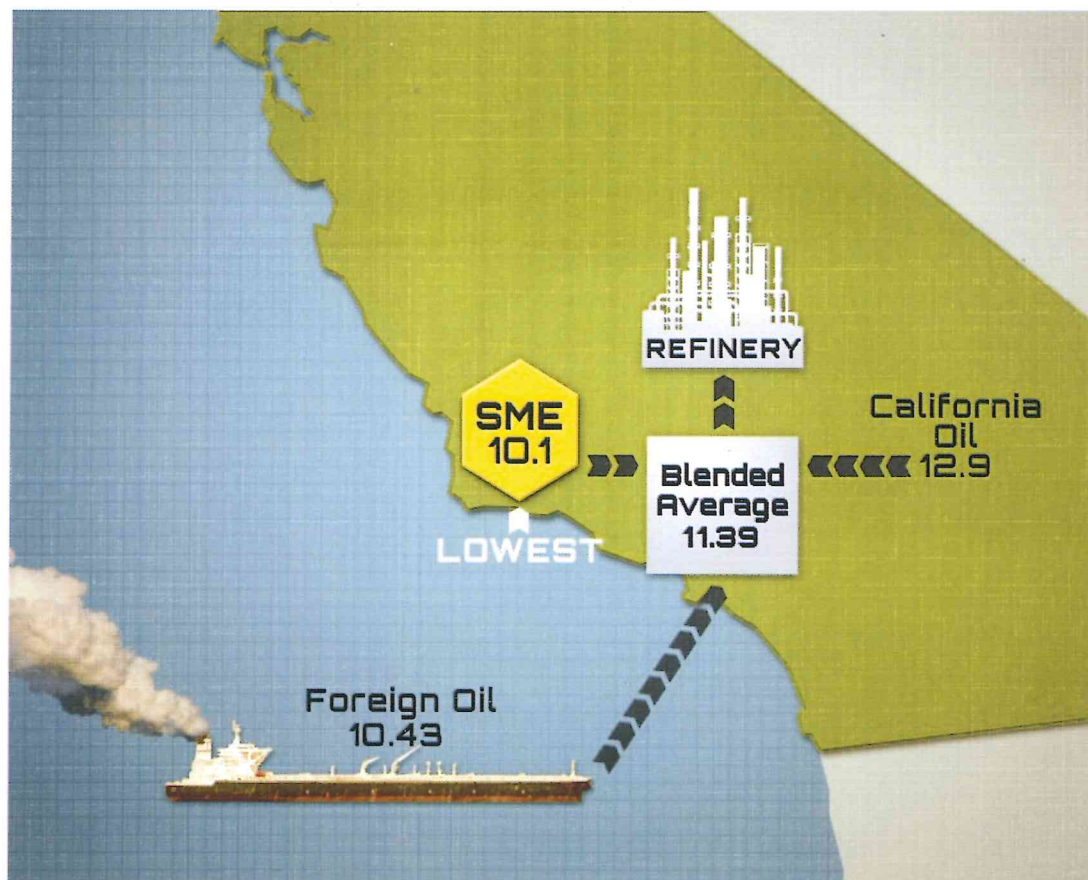 REFINERY
SME
10.1
LOWEST
Blended
Average
11.39
California
Oil
12.9
Foreign Oil
10.43